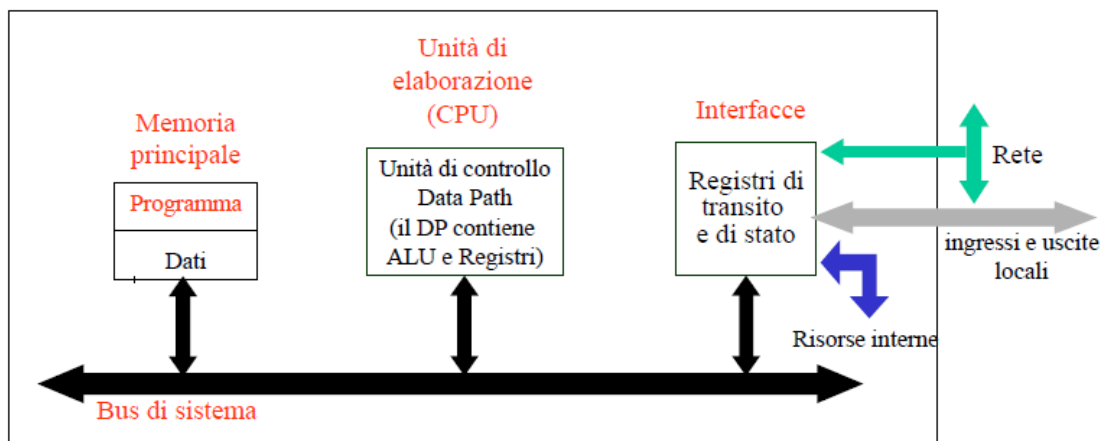 Memoria
principale
Programma
Dati
Unità di
elaborazione
(CPU)
Unità di controllo
Data Path
(il DP contiene
ALU e Registri)
Interfacce
Registri di
transito
e di stato
Rete
ingressi e uscite
locali
Risorse interne
Bus di sistema